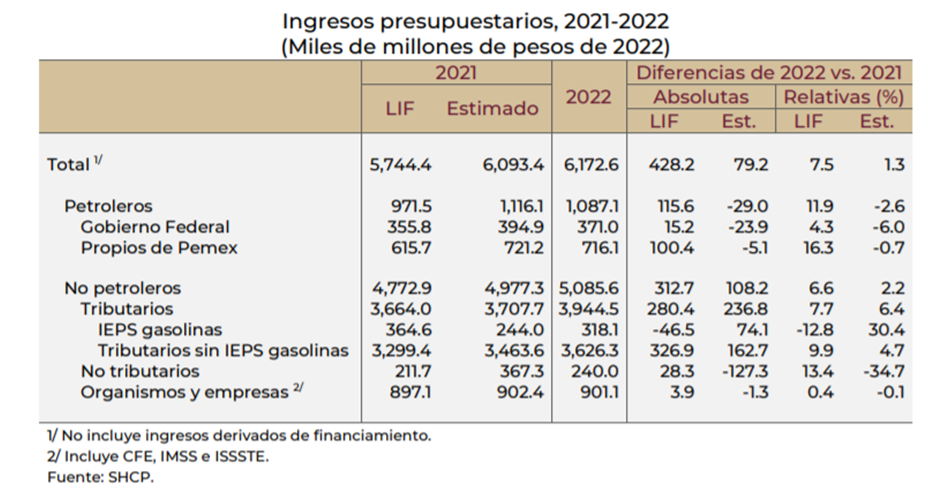 Ingresos presupuestarios, 2021-2022
(Miles de millones de pesos de 2022)
2021 2022 Diferencias de 2022 vs. 2021
LIF Estimado Absolutas Relativas (%)
LIF Est. LIF Est.
Total 1/ 5,744.4 6,093.4 6,172.6 428.2 79.2 7.5 1.3
Petroleros 971.5 1,116.1 1,087.1 115.6 -29.0 11.9 -2.6
Gobierno Federal 355.8 394.9 371.0 15.2 -23.9 4.3 -6.0
Propios de Pemex 615.7 721.2 716.1 100.4 -5.1 16.3 -0.7
No petroleros 4,772.9 4,977.3 5,085.6 312.7 108.2 6.6 2.2
Tributarios 3,664.0 3,707.7 3,944.5 280.4 236.8 7.7 6.4
IEPS gasolinas 364.6 244.0 318.1 -46.5 74.1 -12.8 30.4
Tributarios sin IEPS gasolinas 3,299.4 3,463.6 3,626.3 326.9 162.7 9.9 4.7
No tributarios 211.7 367.3 240.0 28.3 -127.3 13.4 -34.7
Organismos y empresas 2/ 897.1 902.4 901.1 3.9 -1.3 0.4 -0.1
1/ No incluye ingresos derivados de financiamiento.
2/ Incluye CFE, IMSS e ISSSTE.
Fuente: SHCP.